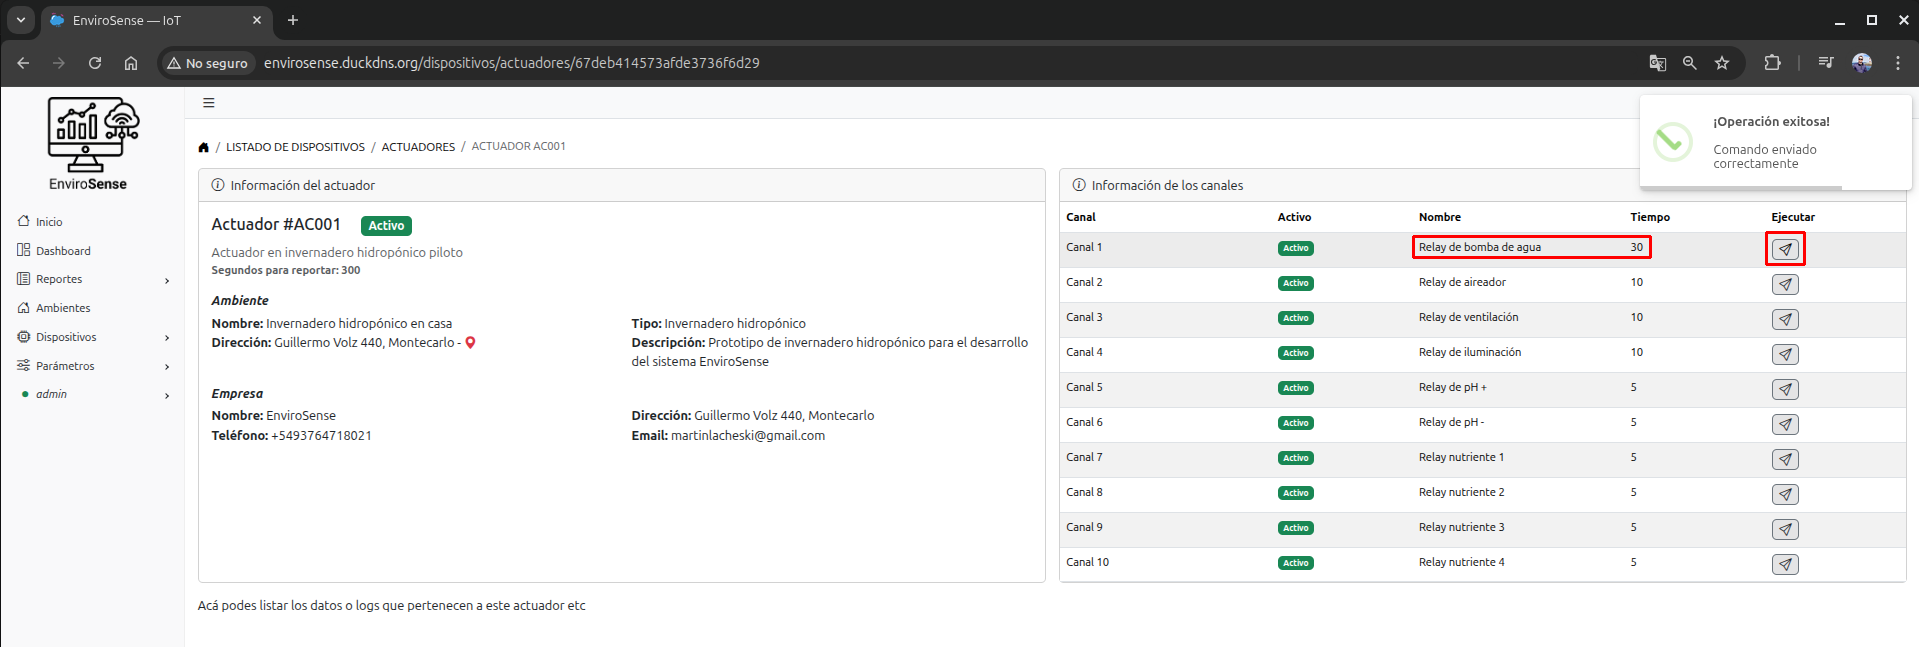 EnviroSense — IoT
No seguro
envirosense.duckdns.org/dispositivos/actuadores/67deb414573afde3736f6d29
EnviroSense
Inicio
Dashboard
Reportes
Ambientes
Dispositivos
Parámetros
admin
LISTADO DE DISPOSITIVOS / ACTUADORES / ACTUADOR AC001
¡Operación exitosa!
Comando enviado
correctamente
Información del actuador
Actuador #AC001 Activo
Actuador en invernadero hidropónico piloto
Segundos para reportar: 300
Ambiente
Nombre: Invernadero hidropónico en casa
Dirección: Guillermo Volz 440, Montecarlo -
Tipo: Invernadero hidropónico
Descripción: Prototipo de invernadero hidropónico para el desarrollo
del sistema EnviroSense
Empresa
Nombre: EnviroSense
Teléfono: +5493764718021
Dirección: Guillermo Volz 440, Montecarlo
Email: martinlacheski@gmail.com
Información de los canales
Canal Activo Nombre Tiempo Ejecutar
Canal 1 Activo Relay de bomba de agua 30
Canal 2 Activo Relay de aireador 10
Canal 3 Activo Relay de ventilación 10
Canal 4 Activo Relay de iluminación 10
Canal 5 Activo Relay de pH + 5
Canal 6 Activo Relay de pH - 5
Canal 7 Activo Relay nutriente 1 5
Canal 8 Activo Relay nutriente 2 5
Canal 9 Activo Relay nutriente 3 5
Canal 10 Activo Relay nutriente 4 5
Acá podes listar los datos o logs que pertenecen a este actuador etc